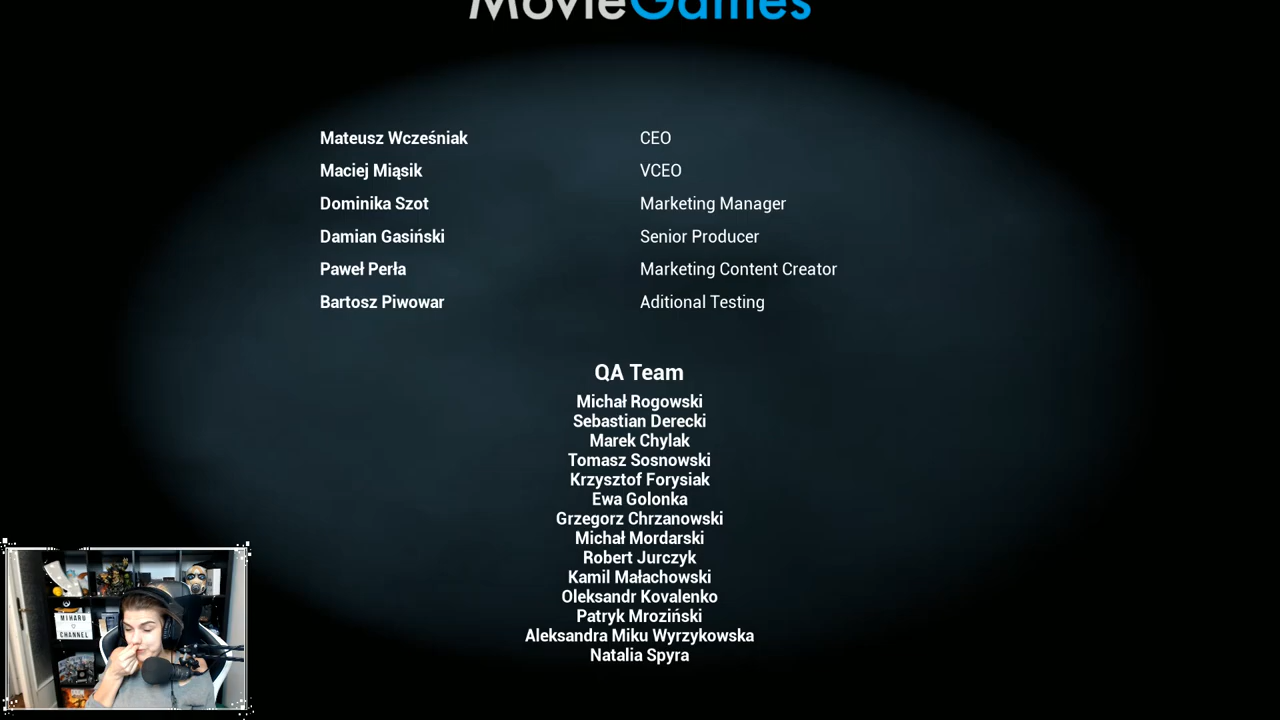 MovieGames
Mateusz Wcześniak CEO
Maciej Miąsik VCEO
Dominika Szot Marketing Manager
Damian Gasiński Senior Producer
Paweł Perła Marketing Content Creator
Bartosz Piwowar Aditional Testing
QA Team
Michał Rogowski
Sebastian Derecki
Marek Chylak
Tomasz Sosnowski
Krzysztof Forysiak
Ewa Golonka
Grzegorz Chrzanowski
Michał Mordarski
Robert Jurczyk
Kamil Małachowski
Oleksandr Kovalenko
Patryk Mroziński
Aleksandra Miku Wyrzykowska
Natalia Spyra
MIHARU
CHANNEL